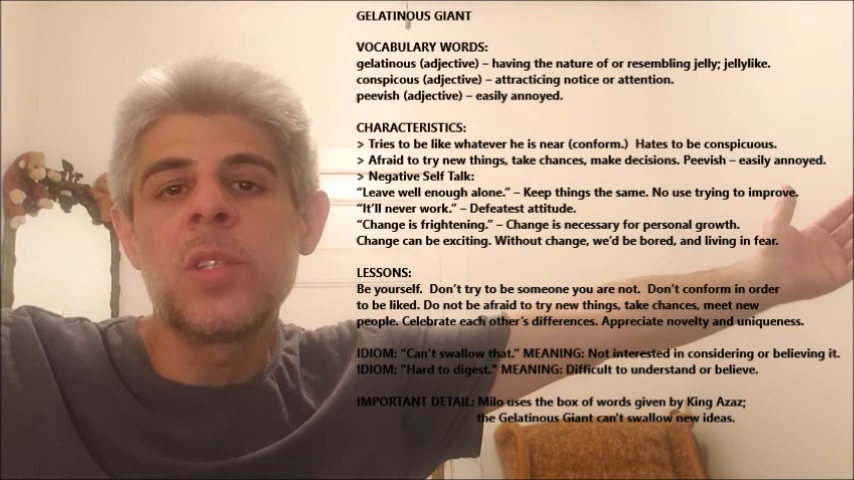 GELATINOUS GIANT
VOCABULARY WORDS:
gelatinous (adjective) – having the nature of or resembling jelly; jellylike.
conspicous (adjective) – attracticing notice or attention.
peevish (adjective) – easily annoyed.
CHARACTERISTICS:
> Tries to be like whatever he is near (conform.)  Hates to be conspicuous.
> Afraid to try new things, take chances, make decisions. Peevish – easily annoyed.
> Negative Self Talk:
“Leave well enough alone.” – Keep things the same. No use trying to improve.
“It’ll never work.” – Defeatest attitude.
“Change is frightening.” – Change is necessary for personal growth.
Change can be exciting. Without change, we’d be bored, and living in fear.
LESSONS:
Be yourself.  Don’t try to be someone you are not.  Don’t conform in order
to be liked. Do not be afraid to try new things, take chances, meet new
people. Celebrate each other’s differences. Appreciate novelty and uniqueness.
IDIOM: "Can’t swallow that.” MEANING: Not interested in considering or believing it.
IDIOM: "Hard to digest." MEANING: Difficult to understand or believe.
IMPORTANT DETAIL: Milo uses the box of words given by King Azaz;
the Gelatinous Giant can't swallow new ideas.